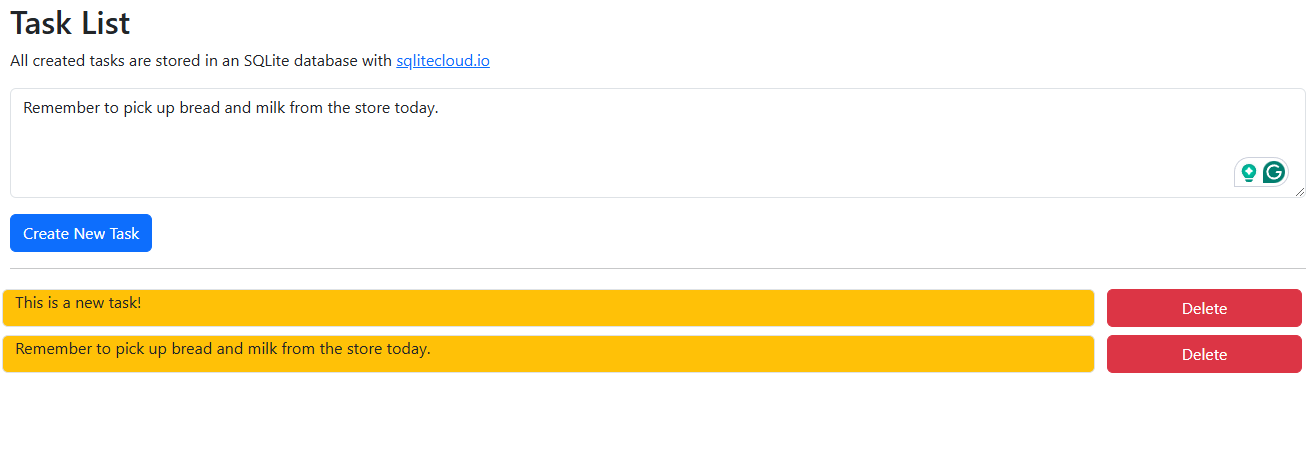 Task List
All created tasks are stored in an SQLite database with sqlitecloud.io
Remember to pick up bread and milk from the store today.
Create New Task
This is a new task!
Delete
Remember to pick up bread and milk from the store today.
Delete